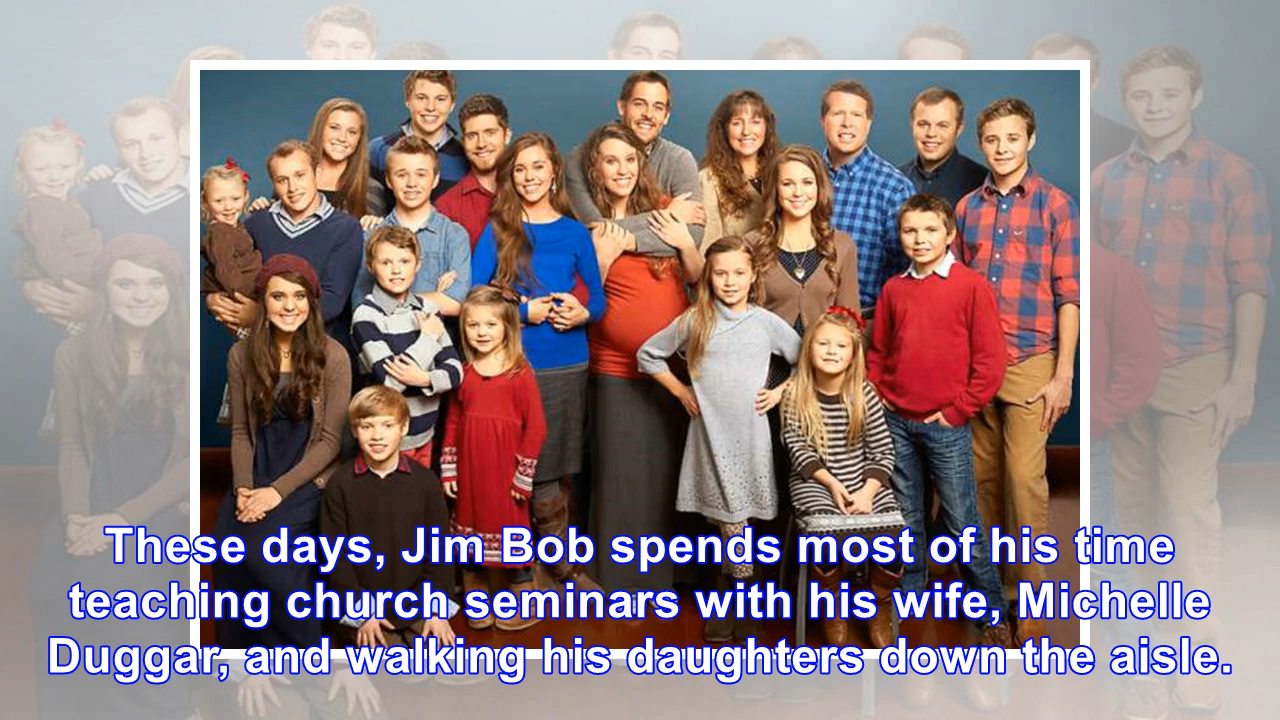 These days, Jim Bob spends most of his time
teaching church seminars with his wife, Michelle
Duggar, and walking his daughters down the aisle.